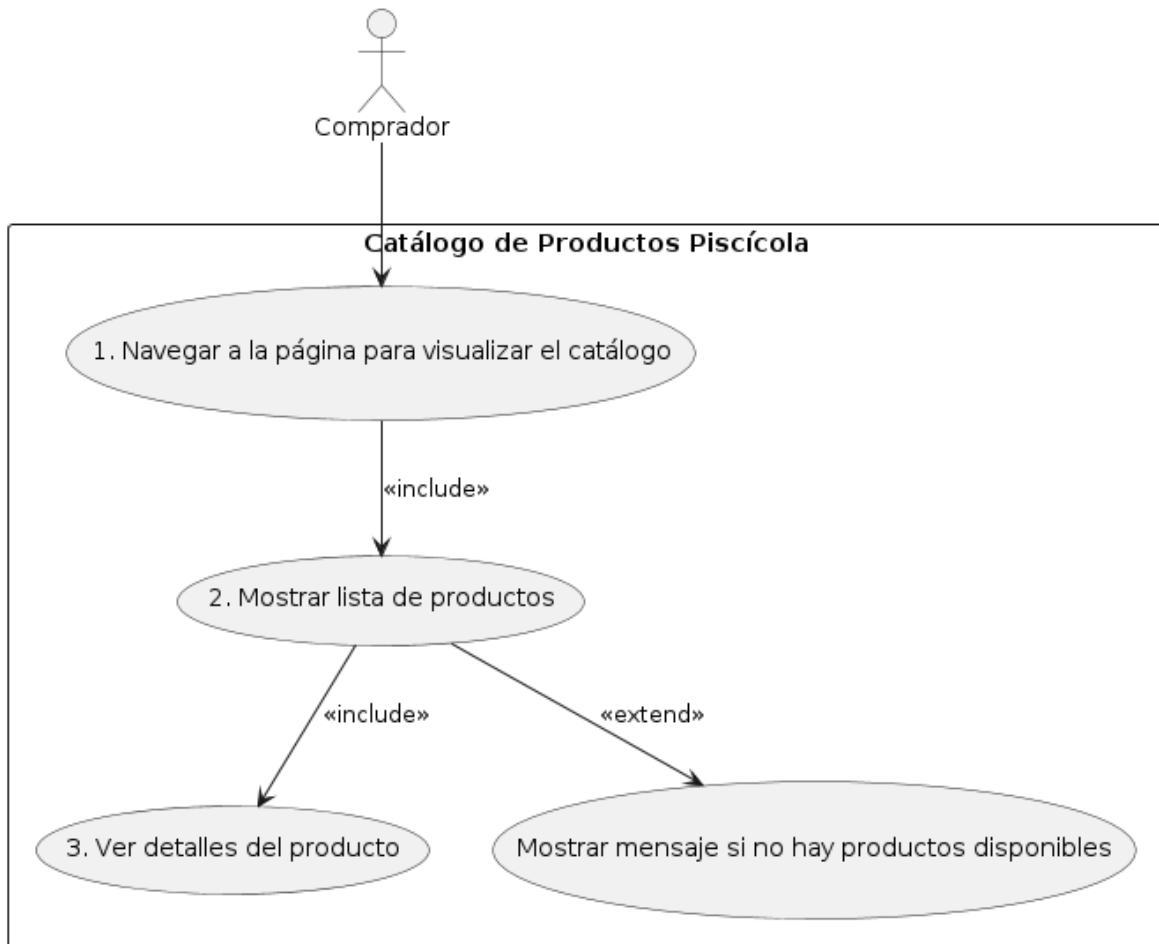 Comprador
Catálogo de Productos Piscícola
1. Navegar a la página para visualizar el catálogo
«include»
2. Mostrar lista de productos
«include»
«extend»
3. Ver detalles del producto
Mostrar mensaje si no hay productos disponibles